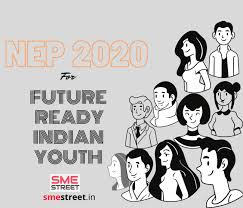 NEP 2020
For
FUTURE
READY
INDIAN
YOUTH
SME
STREET
smestreet.in